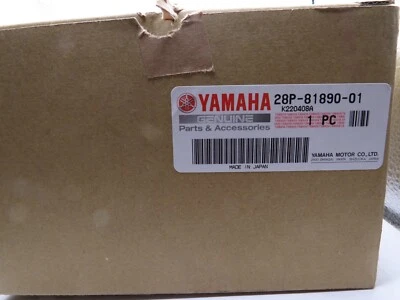 YAMAHA
GENUINE
Parts & Accessories
28P-81890-01
K220408A
1 PC
MADE IN JAPAN
YAMAHA MOTOR CO.,LTD.